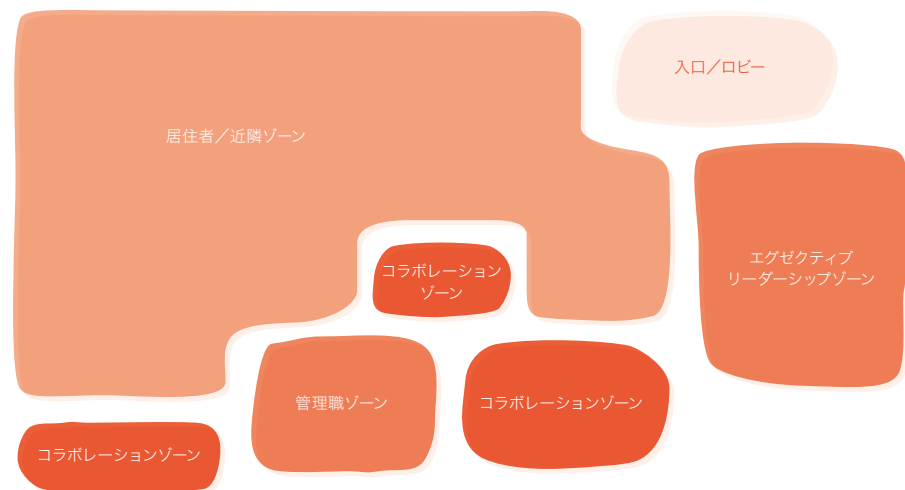 入口／ロビー
居住者／近隣ゾーン
エグゼクティブ
リーダーシップゾーン
コラボレーション
ゾーン
管理職ゾーン
コラボレーションゾーン
コラボレーションゾーン